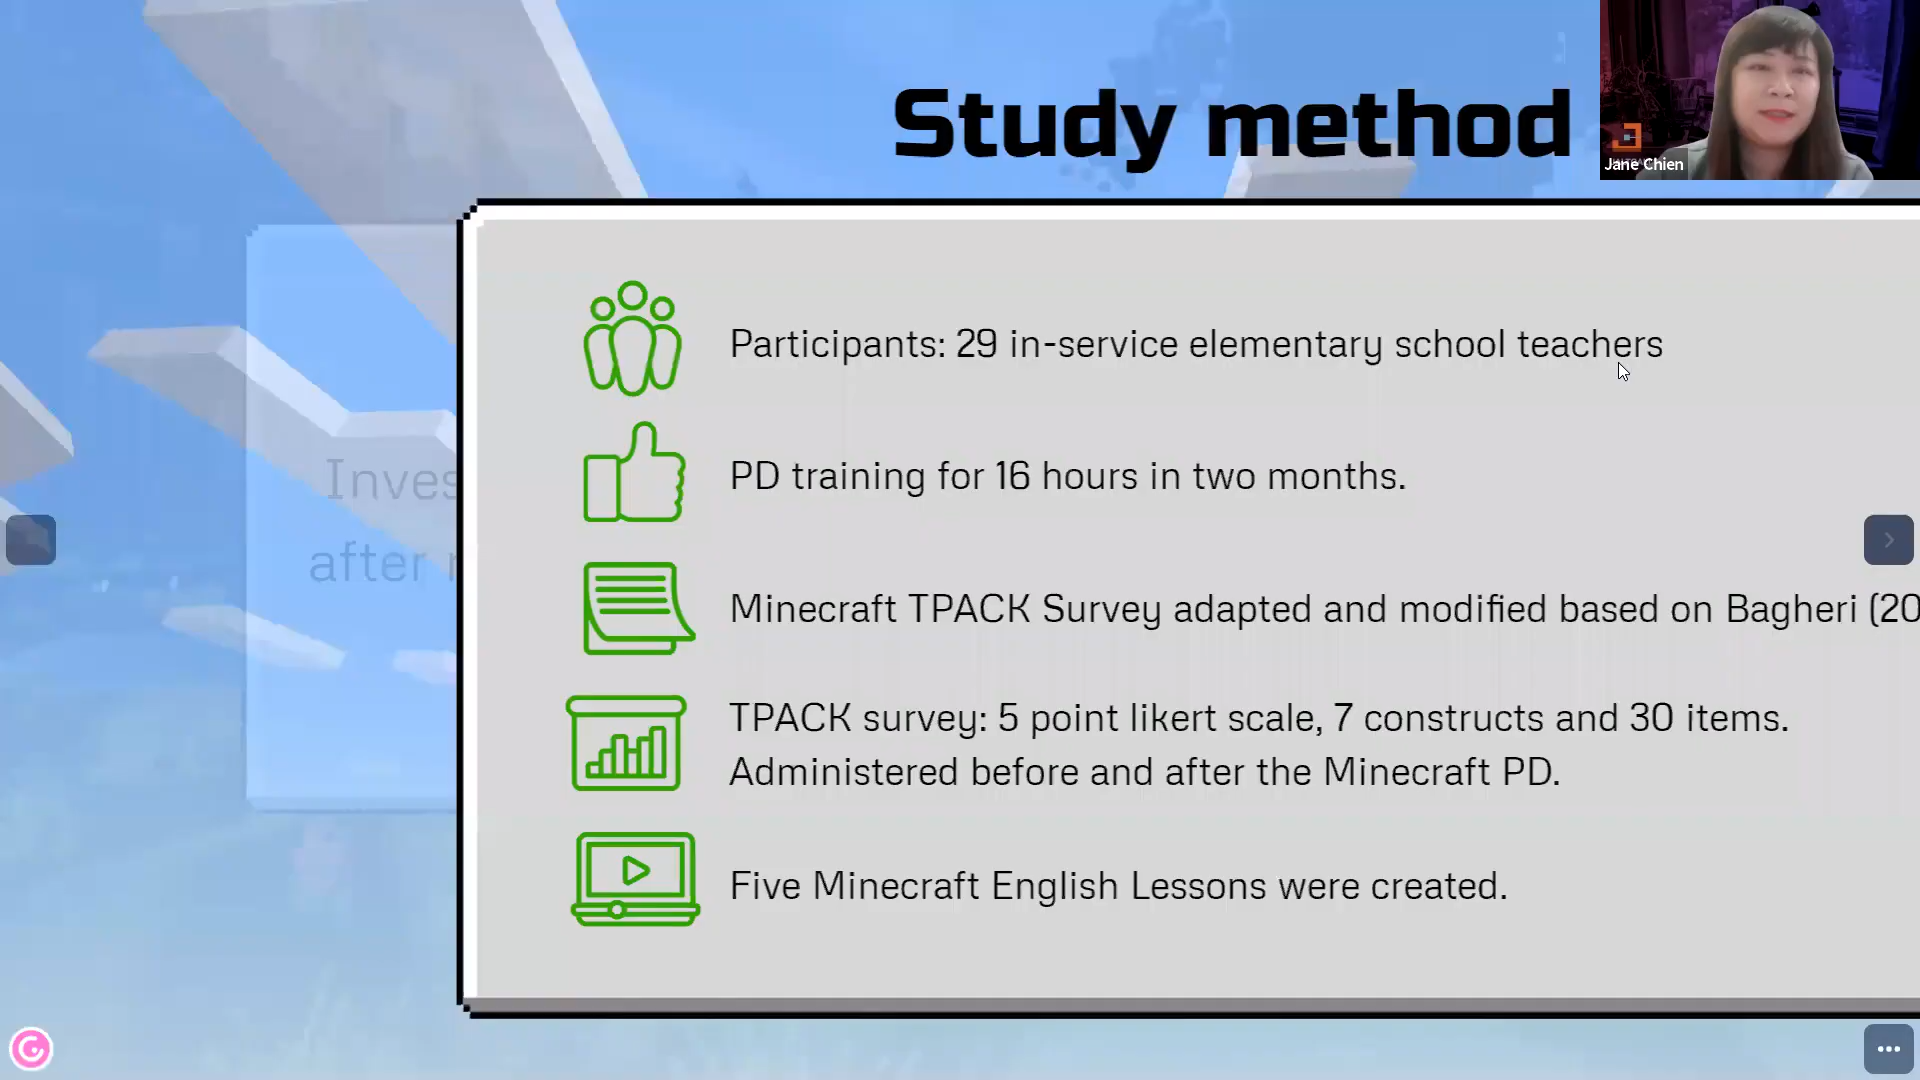 Study method
Jane Chien
Participants: 29 in-service elementary school teachers
Inves
PD training for 16 hours in two months.
after
Minecraft TPACK Survey adapted and modified based on Bagheri (20
TPACK survey: 5 point likert scale, 7 constructs and 30 items.
Administered before and after the Minecraft PD.
Five Minecraft English Lessons were created.